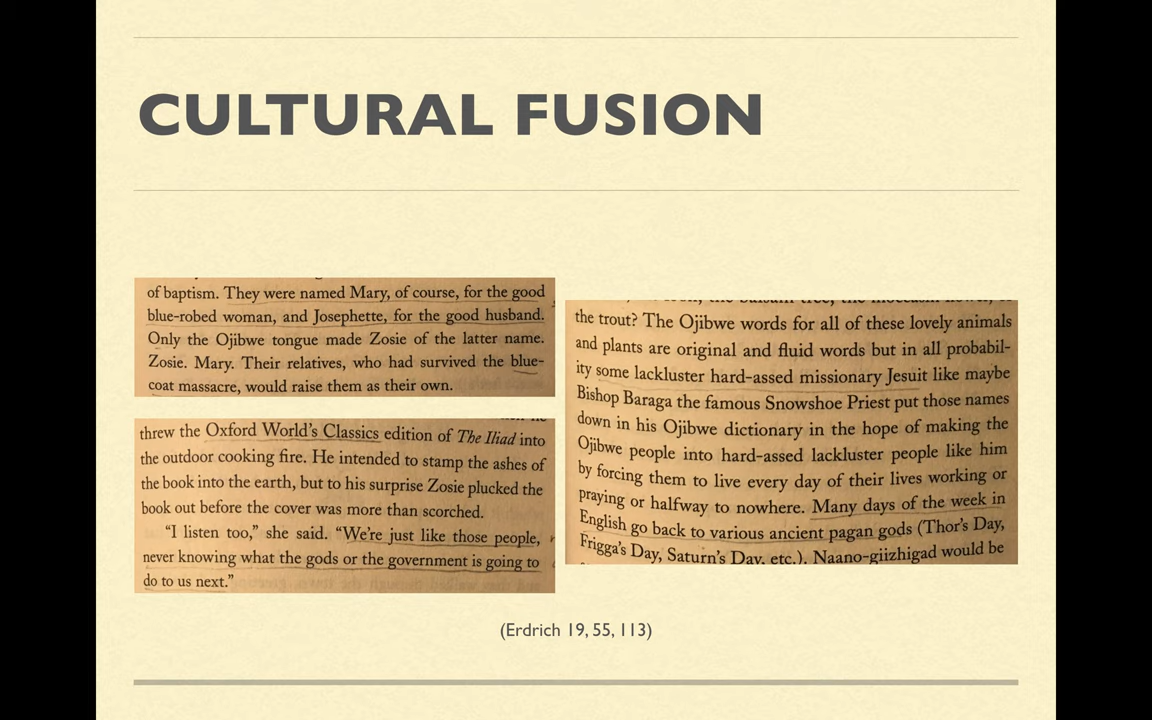 CULTURAL FUSION
of baptism. They were named Mary, of course, for the good
blue-robed woman, and Josephette, for the good husband.
Only the Ojibwe tongue made Zosie of the latter name.
Zosie. Mary. Their relatives, who had survived the blue-
coat massacre, would raise them as their own.
threw the Oxford World's Classics edition of The Iliad into
the outdoor cooking fire. He intended to stamp the ashes of
the book into the earth, but to his surprise Zosie plucked the
book out before the cover was more than scorched.
"I listen too," she said. "We're just like those people,
never knowing what the gods or the government is going to
do to us next."
the trout? The Ojibwe words for all of these lovely animals
and plants are original and fluid words but in all probabil-
ity some lackluster hard-assed missionary Jesuit like maybe
Bishop Baraga the famous Snowshoe Priest put those names
down in his Ojibwe dictionary in the hope of making the
Ojibwe people into hard-assed lackluster people like him
by forcing them to live every day of their lives working or
praying or halfway to nowhere. Many days of the week in
English go back to various ancient pagan gods (Thor's Day,
Frigga's Day, Saturn's Day, etc.). Naano-giizhigad would be
(Erdrich 19, 55, 113)